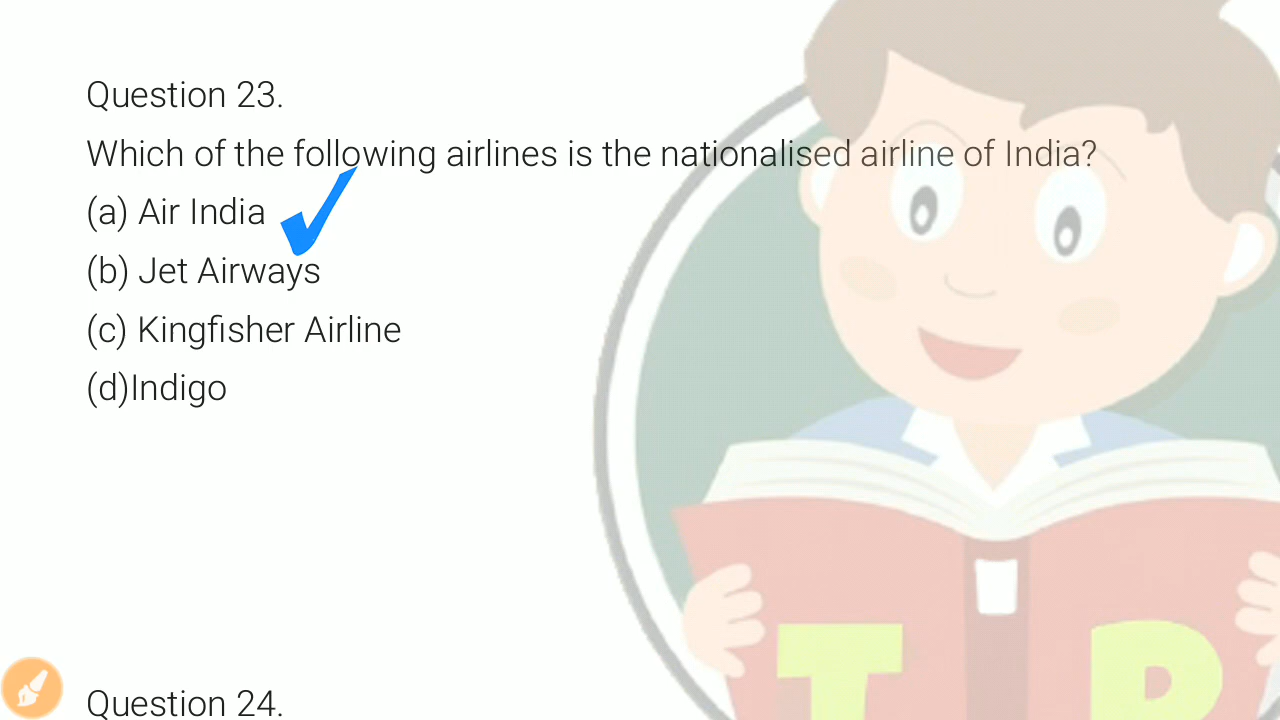 Question 23.
Which of the following airlines is the nationalised airline of India?
(a) Air India
(b) Jet Airways
(c) Kingfisher Airline
(d)Indigo
T R
Question 24.